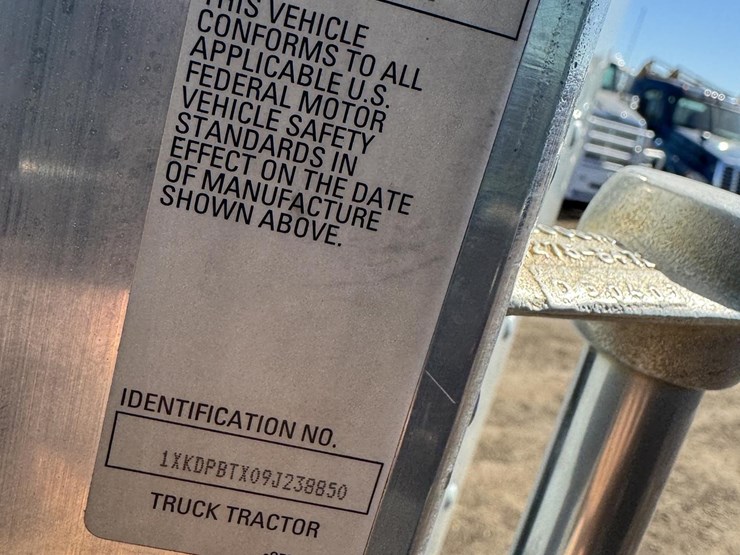 THIS VEHICLE
CONFORMS TO ALL
APPLICABLE U.S.
FEDERAL MOTOR
VEHICLE SAFETY
STANDARDS IN
EFFECT ON THE DATE
OF MANUFACTURE
SHOWN ABOVE.
IDENTIFICATION NO.
1XKDPBTX09J238850
TRUCK TRACTOR